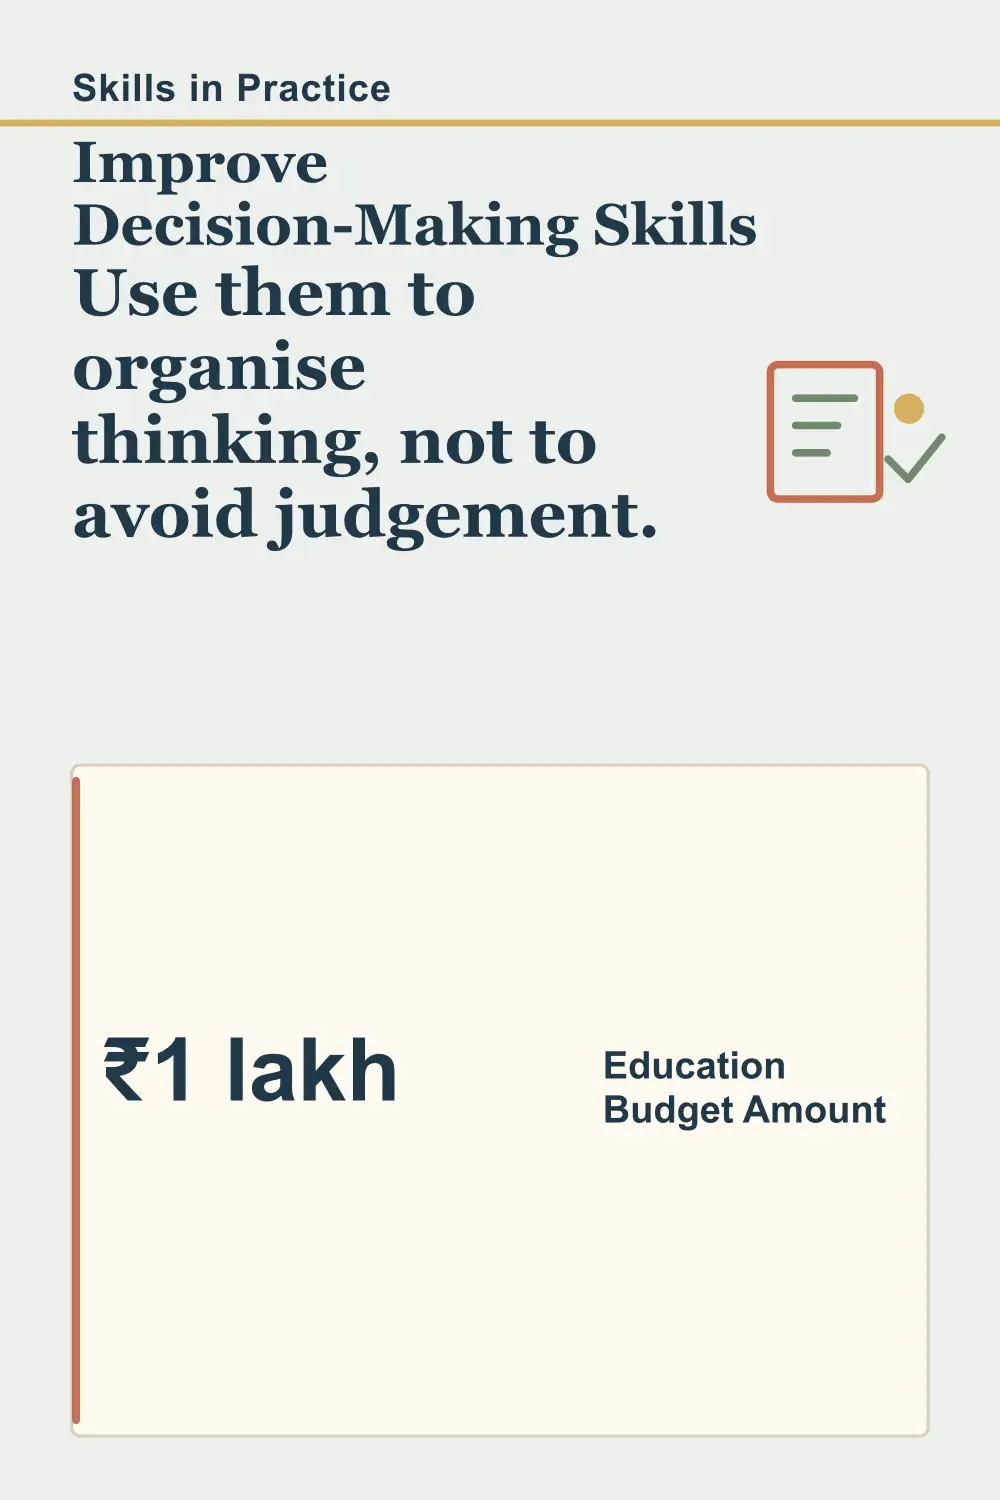 Skills in Practice
Improve
Decision-Making Skills
Use them to
organise
thinking, not to
avoid judgement.
₹1 lakh
Education
Budget Amount